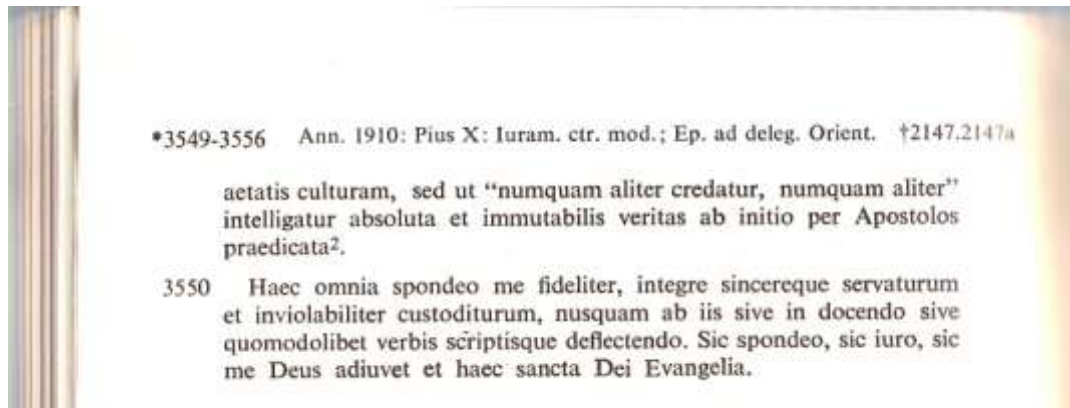 *3549-3556 Ann. 1910: Pius X: Iuram. ctr. mod.; Ep. ad deleg. Orient. †2147.2147a
aetatis culturam, sed ut “numquam aliter credatur, numquam aliter”
intelligatur absoluta et immutabilis veritas ab initio per Apostolos
praedicata².
3550 Haec omnia spondeo me fideliter, integre sincereque servaturum
et inviolabiliter custoditurum, nusquam ab iis sive in docendo sive
quomodolibet verbis scriptisque deflectendo. Sic spondeo, sic iuro, sic
me Deus adiuvet et haec sancta Dei Evangelia.